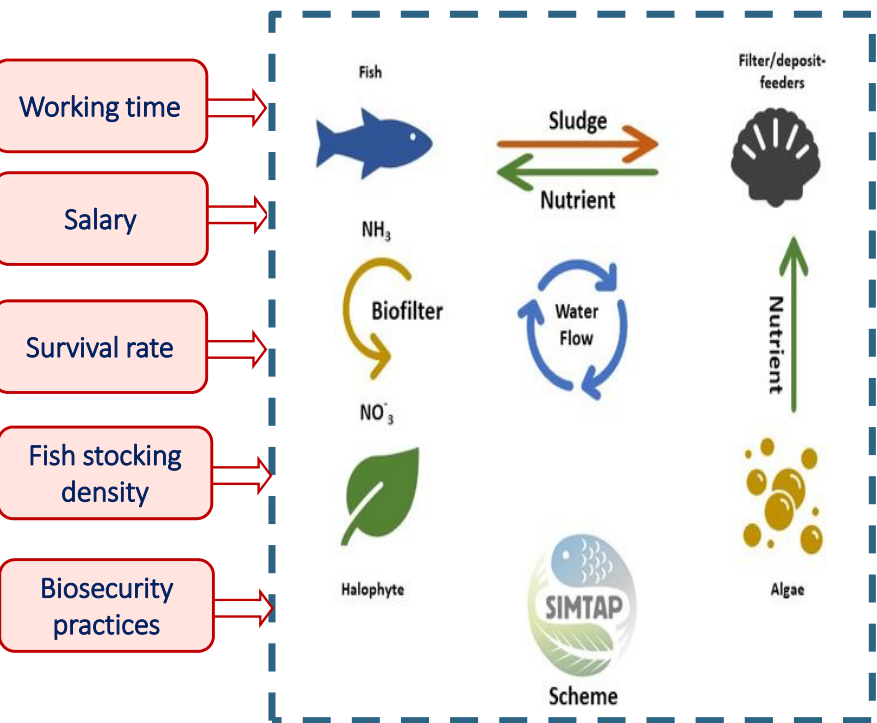 Working time
Salary
Survival rate
Fish stocking
density
Biosecurity
practices
Fish
Sludge
Nutrient
Filter/deposit-
feeders
NH₃
Biofilter
NO⁻₃
Water
Flow
Nutrient
Halophyte
Algae
SIMTAP
Scheme